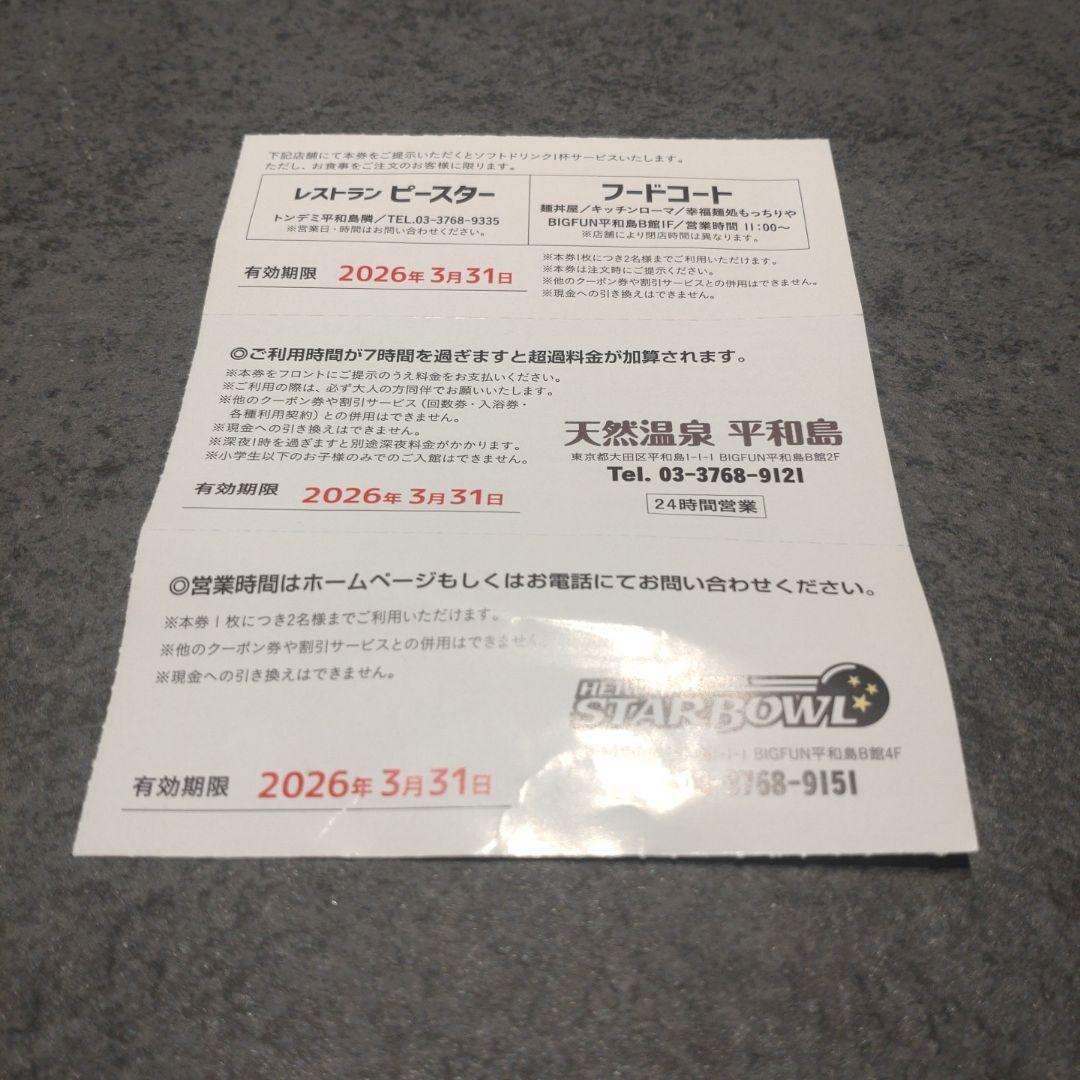 下記店舗にて本券をご提示いただくとソフトドリンク1杯サービスいたします。
ただし、お食事をご注文のお客様に限ります。
レストラン ピースター
トンデミ平和島隣／TEL.03-3768-9335
※営業日・時間はお問い合わせください。
フードコート
麺丼屋／キッチンローマ／幸福麺処もっちりや
BIGFUN平和島B館1F／営業時間 11:00〜
※店舗により閉店時間は異なります。
有効期限 2026年3月31日
※本券1枚につき2名様までご利用いただけます。
※本券は注文時にご提示ください。
※他のクーポン券や割引サービスとの併用はできません。
※現金への引き換えはできません。
◎ご利用時間が7時間を過ぎますと超過料金が加算されます。
※本券をフロントにご提示のうえ料金をお支払いください。
※ご利用の際は、必ず大人の方同伴でお願いいたします。
※他のクーポン券や割引サービス（回数券・入浴券・
各種利用契約）との併用はできません。
※現金への引き換えはできません。
※深夜1時を過ぎますと別途深夜料金がかかります。
※小学生以下のお子様のみでのご入館はできません。
有効期限 2026年3月31日
天然温泉 平和島
東京都大田区平和島1-1-1 BIGFUN平和島B館2F
Tel. 03-3768-9121
24時間営業
◎営業時間はホームページもしくはお電話にてお問い合わせください。
※本券1枚につき2名様までご利用いただけます。
※他のクーポン券や割引サービスとの併用はできません。
※現金への引き換えはできません。
有効期限 2026年3月31日
STARBOWL
1-1 BIGFUN平和島B館4F
03-3768-9151